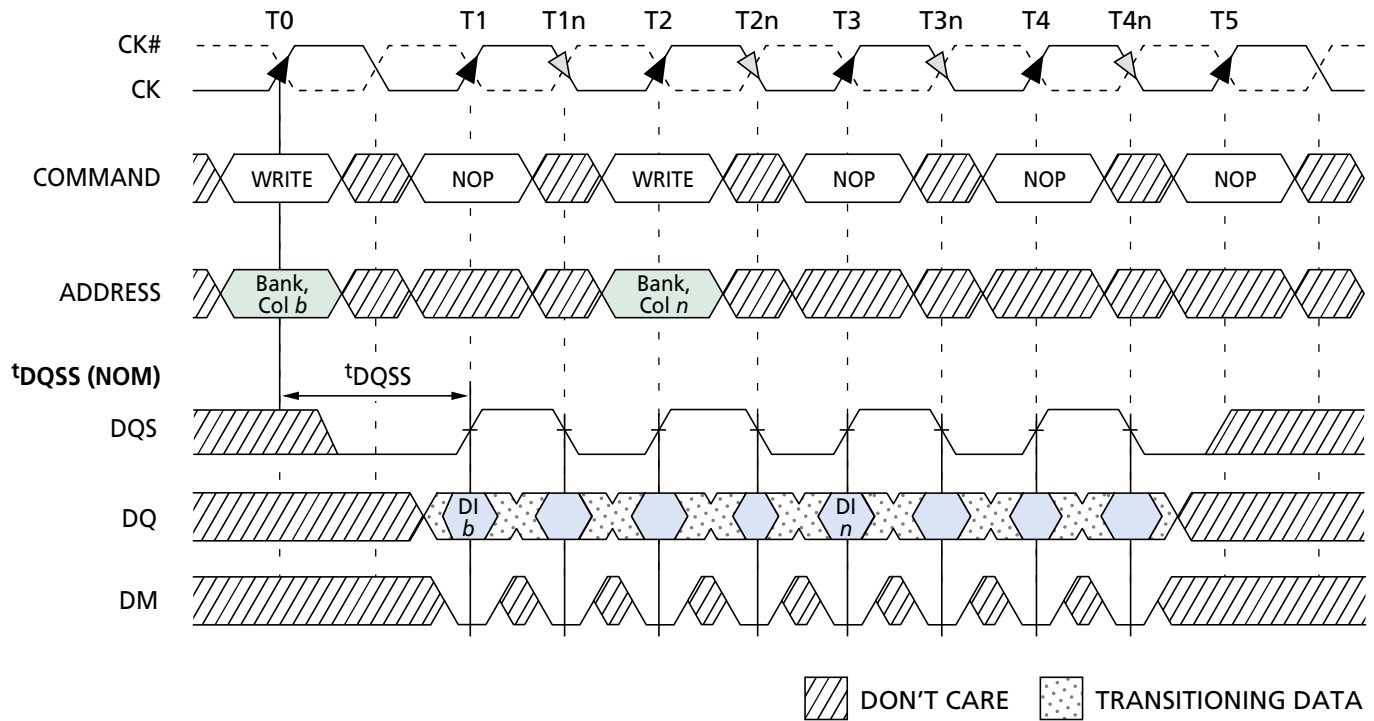 T0 T1 T1n T2 T2n T3 T3n T4 T4n T5
CK#
CK
COMMAND WRITE NOP WRITE NOP NOP NOP
ADDRESS Bank, Col b Bank, Col n
tDQSS (NOM) tDQSS
DQS
DQ DI b DI n
DM
DON'T CARE TRANSITIONING DATA